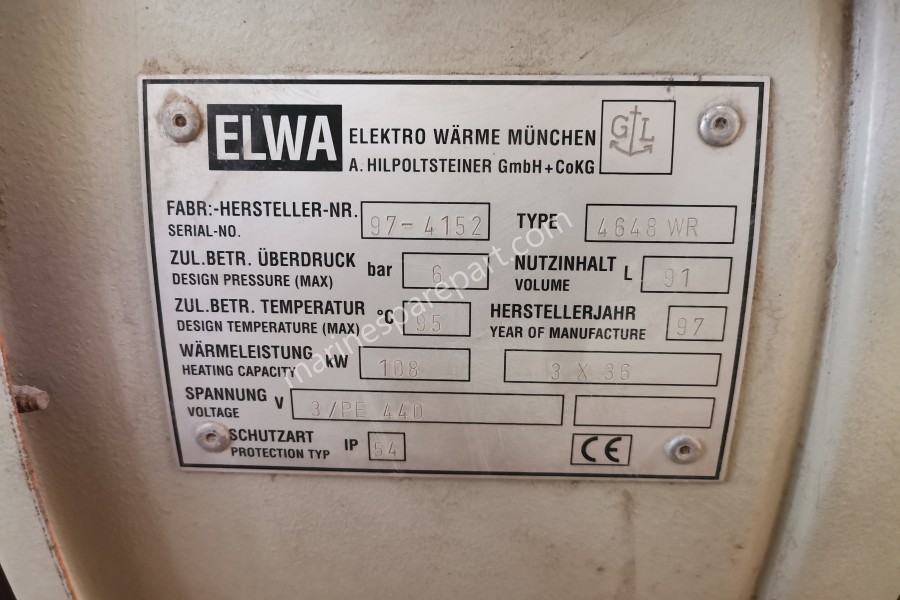 ELWA ELEKTRO WÄRME MÜNCHEN G L
A. HILPOLTSTEINER GmbH+CoKG
FABR:-HERSTELLER-NR. 97-4152 TYPE 4648 WR
SERIAL-NO.
ZUL.BETR. ÜBERDRUCK bar 6 NUTZINHALT L 91
DESIGN PRESSURE (MAX) VOLUME
ZUL.BETR. TEMPERATUR °C 95 HERSTELLERJAHR 97
DESIGN TEMPERATURE (MAX) YEAR OF MANUFACTURE
WÄRMELEISTUNG kW 108 3 X 36
HEATING CAPACITY
SPANNUNG V 3/PE 440
VOLTAGE
SCHUTZART IP 54 CE
PROTECTION TYP
marinesparepart.com